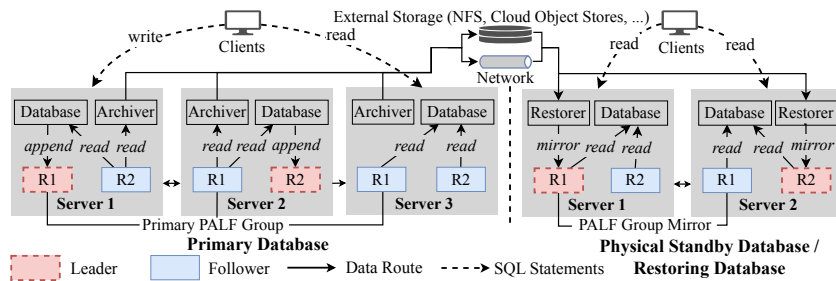 External Storage (NFS, Cloud Object Stores, ...)
write
Clients
read
Network
read
Clients
read
Database
Archiver
Archiver
Database
Archiver
Database
Restorer
Database
Database
Restorer
append
read
read
read
read
append
read
read
mirror
read
read
read
read
mirror
R1
R2
R1
R2
R1
R2
R1
R2
R1
R2
Server 1
Server 2
Server 3
Server 1
Server 2
Primary PALF Group
PALF Group Mirror
Primary Database
Physical Standby Database /
Restoring Database
Leader
Follower
Data Route
SQL Statements